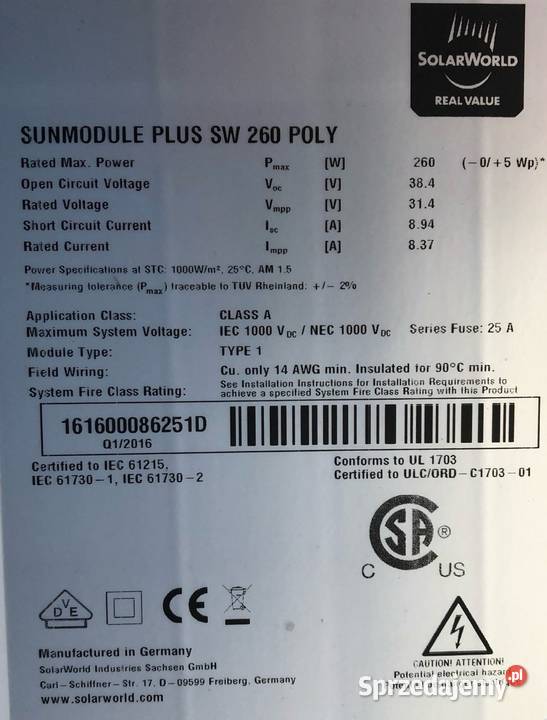 SOLARWORLD
REAL VALUE
SUNMODULE PLUS SW 260 POLY
Rated Max. Power Pmax [W] 260 (-0/+5 Wp)*
Open Circuit Voltage Voc [V] 38.4
Rated Voltage Vmpp [V] 31.4
Short Circuit Current Isc [A] 8.94
Rated Current Impp [A] 8.37
Power Specifications at STC: 1000W/m², 25°C, AM 1.5
*Measuring tolerance (Pmax) traceable to TUV Rheinland: +/- 2%
Application Class: CLASS A
Maximum System Voltage: IEC 1000 VDC / NEC 1000 VDC Series Fuse: 25 A
Module Type: TYPE 1
Field Wiring: Cu. only 14 AWG min. Insulated for 90°C min.
System Fire Class Rating: See Installation Instructions for Installation Requirements to
achieve a specified System Fire Class Rating with this Product
161600086251D
Q1/2016
Certified to IEC 61215,
IEC 61730-1, IEC 61730-2
Conforms to UL 1703
Certified to ULC/ORD-C1703-01
CSA ®
C US
VDE CE
Manufactured in Germany
SolarWorld Industries Sachsen GmbH
Carl-Schiffner-Str. 17, D-09599 Freiberg, Germany
www.solarworld.com
CAUTION! ATTENTION!
Potential electrical
Sprzedajemy.pl